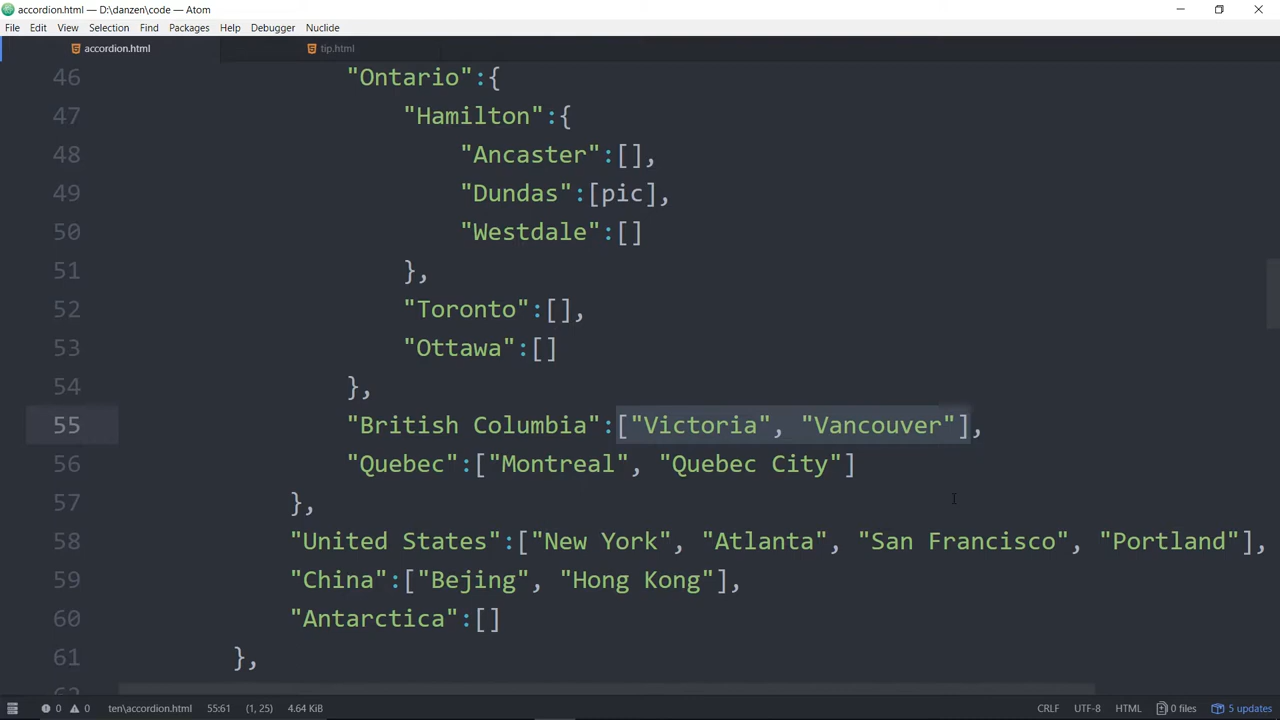 accordion.html — D:\danzen\code — Atom
File Edit View Selection Find Packages Help Debugger Nuclide
accordion.html tip.html
46 "Ontario":{
47 "Hamilton":{
48 "Ancaster":[],
49 "Dundas":[pic],
50 "Westdale":[]
51 },
52 "Toronto":[],
53 "Ottawa":[]
54 },
55 "British Columbia":["Victoria", "Vancouver"],
56 "Quebec":["Montreal", "Quebec City"]
57 },
58 "United States":["New York", "Atlanta", "San Francisco", "Portland"],
59 "China":["Bejing", "Hong Kong"],
60 "Antarctica":[]
61 },
0 0 ten\accordion.html 55:61 (1, 25) 4.64 KiB CRLF UTF-8 HTML 0 files 5 updates